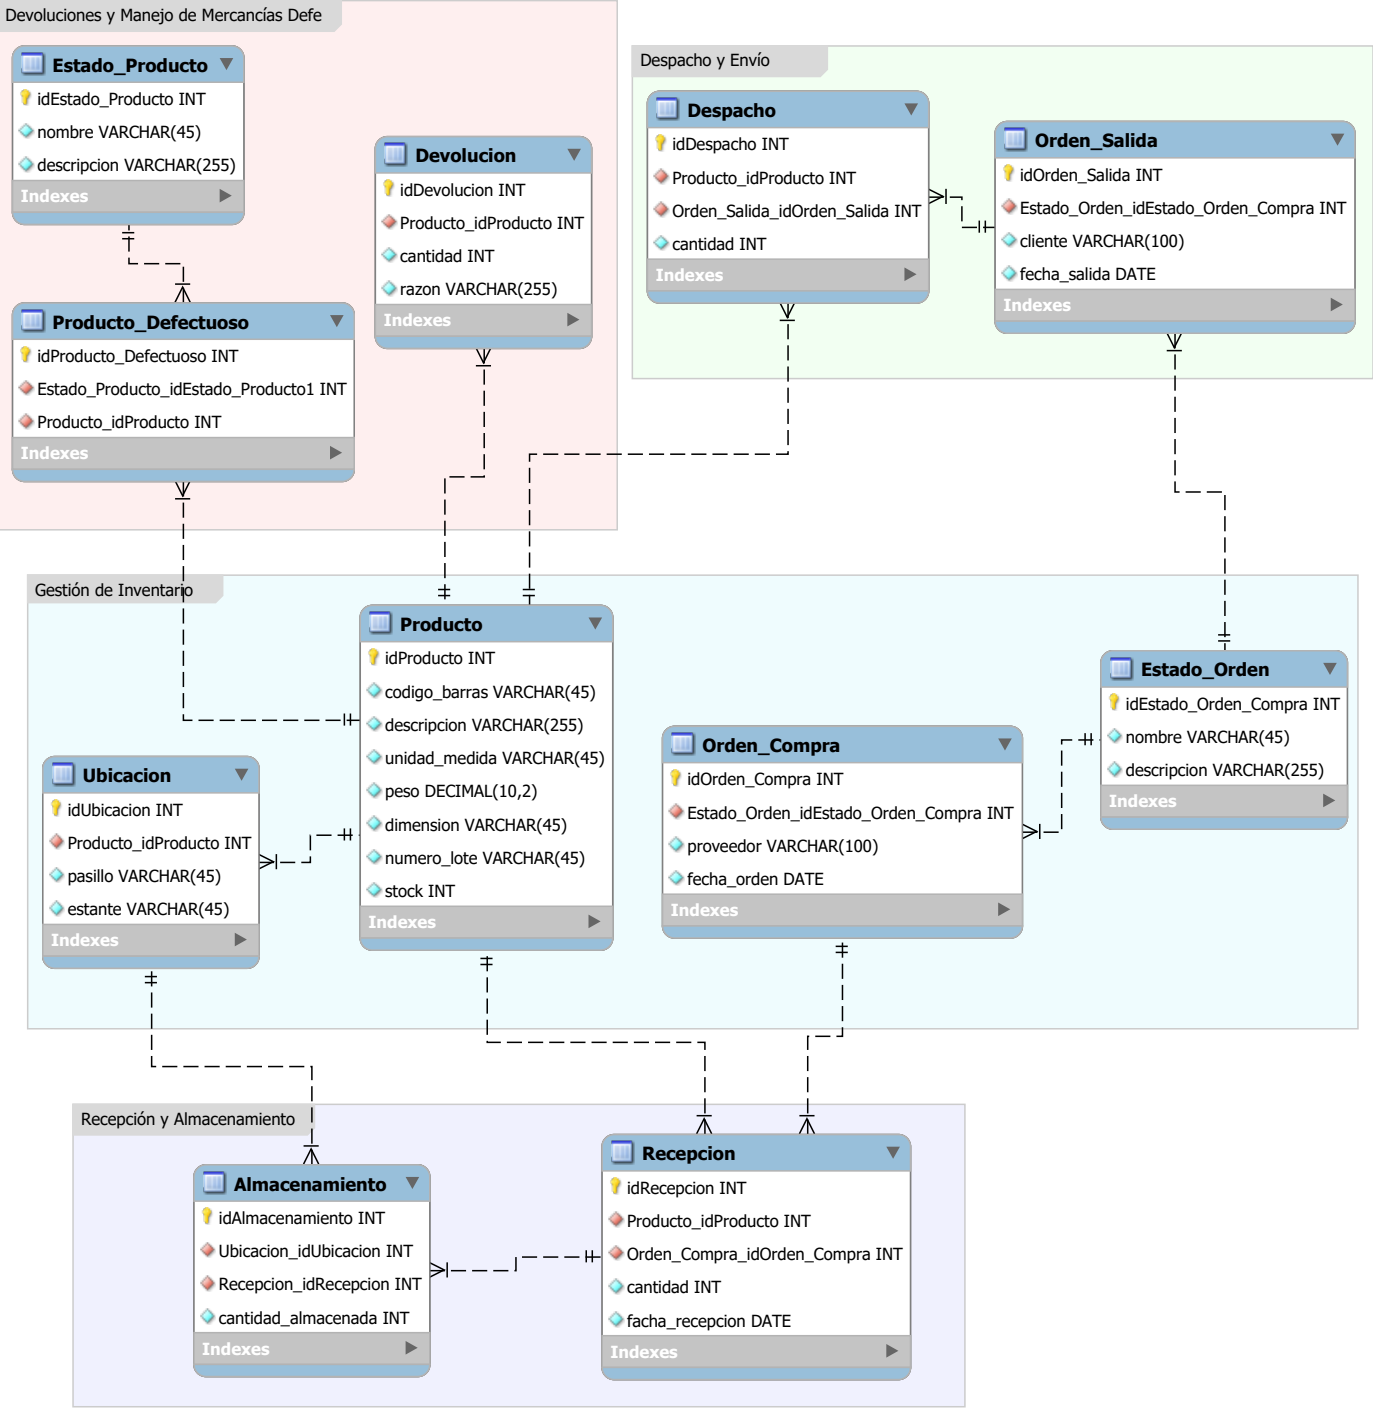 Devoluciones y Manejo de Mercancías Defe
Estado_Producto
idEstado_Producto INT
nombre VARCHAR(45)
descripcion VARCHAR(255)
Indexes
Devolucion
idDevolucion INT
Producto_idProducto INT
cantidad INT
razon VARCHAR(255)
Indexes
Producto_Defectuoso
idProducto_Defectuoso INT
Estado_Producto_idEstado_Producto1 INT
Producto_idProducto INT
Indexes
Despacho y Envío
Despacho
idDespacho INT
Producto_idProducto INT
Orden_Salida_idOrden_Salida INT
cantidad INT
Indexes
Orden_Salida
idOrden_Salida INT
Estado_Orden_idEstado_Orden_Compra INT
cliente VARCHAR(100)
fecha_salida DATE
Indexes
Gestión de Inventario
Producto
idProducto INT
codigo_barras VARCHAR(45)
descripcion VARCHAR(255)
unidad_medida VARCHAR(45)
peso DECIMAL(10,2)
dimension VARCHAR(45)
numero_lote VARCHAR(45)
stock INT
Indexes
Ubicacion
idUbicacion INT
Producto_idProducto INT
pasillo VARCHAR(45)
estante VARCHAR(45)
Indexes
Orden_Compra
idOrden_Compra INT
Estado_Orden_idEstado_Orden_Compra INT
proveedor VARCHAR(100)
fecha_orden DATE
Indexes
Estado_Orden
idEstado_Orden_Compra INT
nombre VARCHAR(45)
descripcion VARCHAR(255)
Indexes
Recepción y Almacenamiento
Almacenamiento
idAlmacenamiento INT
Ubicacion_idUbicacion INT
Recepcion_idRecepcion INT
cantidad_almacenada INT
Indexes
Recepcion
idRecepcion INT
Producto_idProducto INT
Orden_Compra_idOrden_Compra INT
cantidad INT
facha_recepcion DATE
Indexes